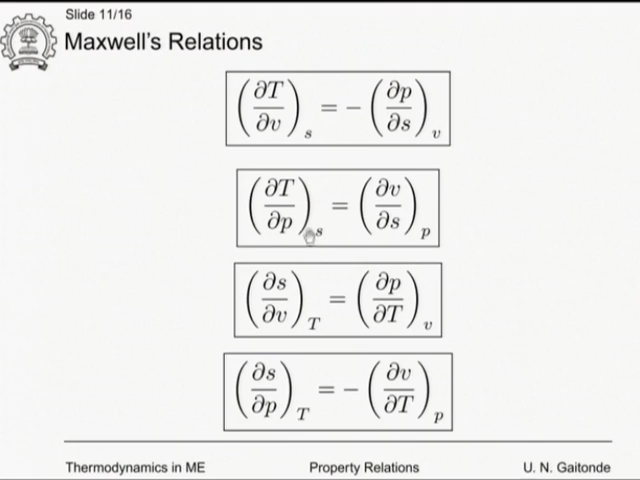 Slide 11/16
Maxwell's Relations
(∂T/∂v)_s = −(∂p/∂s)_v
(∂T/∂p)_s = (∂v/∂s)_p
(∂s/∂v)_T = (∂p/∂T)_v
(∂s/∂p)_T = −(∂v/∂T)_p
Thermodynamics in ME Property Relations U. N. Gaitonde